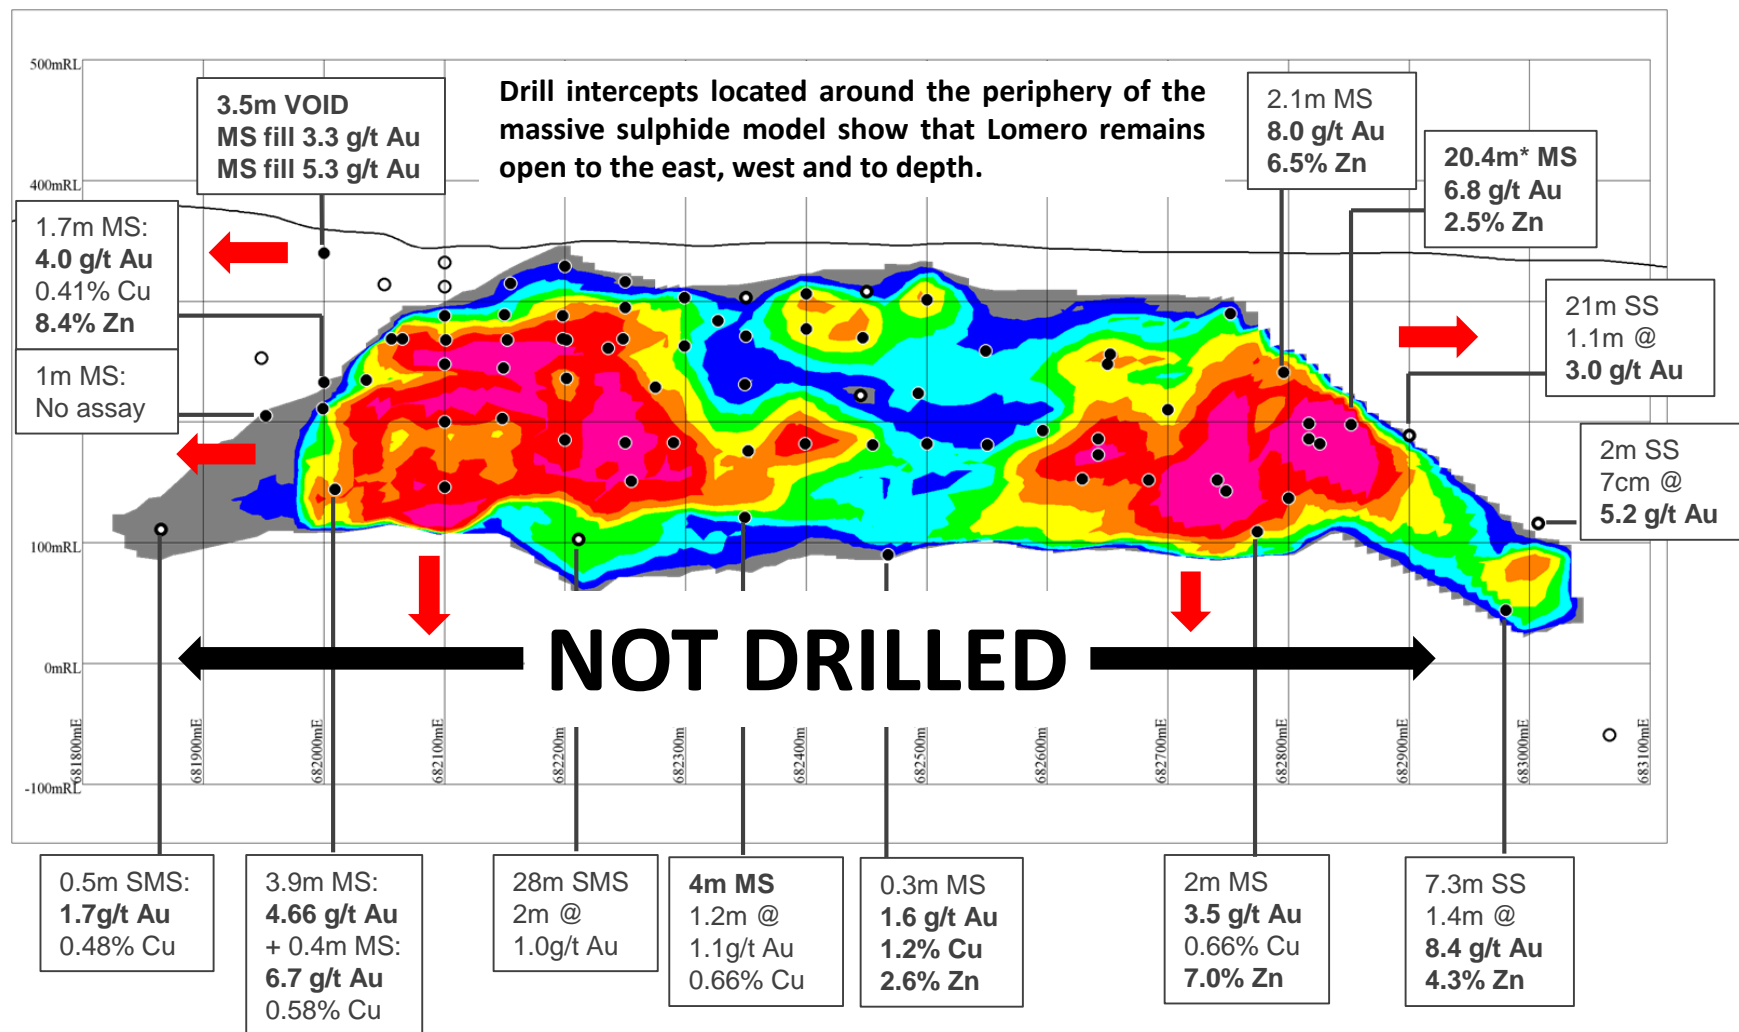 500mRL
400mRL
100mRL
0mRL
-100mRL
Drill intercepts located around the periphery of the
massive sulphide model show that Lomero remains
open to the east, west and to depth.
3.5m VOID
MS fill 3.3 g/t Au
MS fill 5.3 g/t Au
1.7m MS:
4.0 g/t Au
0.41% Cu
8.4% Zn
1m MS:
No assay
2.1m MS
8.0 g/t Au
6.5% Zn
20.4m* MS
6.8 g/t Au
2.5% Zn
21m SS
1.1m @
3.0 g/t Au
2m SS
7cm @
5.2 g/t Au
NOT DRILLED
681800mE
681900mE
682000mE
682100mE
682200m
682300m
682400m
682500m
682600m
682700mE
682800mE
682900mE
683000mE
683100mE
0.5m SMS:
1.7g/t Au
0.48% Cu
3.9m MS:
4.66 g/t Au
+ 0.4m MS:
6.7 g/t Au
0.58% Cu
28m SMS
2m @
1.0g/t Au
4m MS
1.2m @
1.1g/t Au
0.66% Cu
0.3m MS
1.6 g/t Au
1.2% Cu
2.6% Zn
2m MS
3.5 g/t Au
0.66% Cu
7.0% Zn
7.3m SS
1.4m @
8.4 g/t Au
4.3% Zn